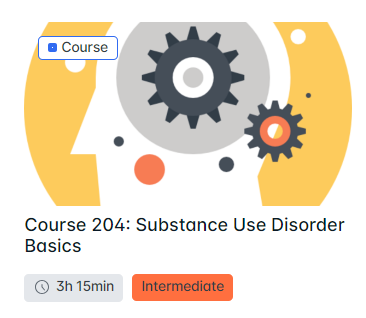 Course
Course 204: Substance Use Disorder
Basics
3h 15min
Intermediate